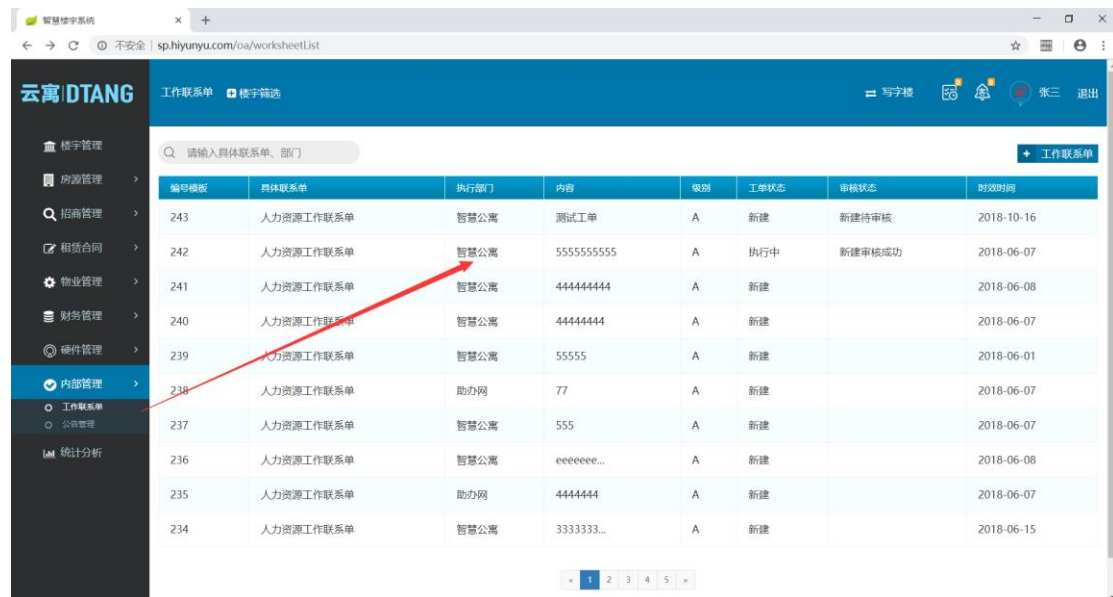 智慧楼宇系统
不安全 sp.hiyunyu.com/oa/worksheetList
云寓 DTANG
工作联系单 楼宇筛选 写字楼 0 0 张三 退出
楼宇管理
房源管理
招商管理
租赁合同
物业管理
财务管理
硬件管理
内部管理
工作联系单
公告管理
统计分析
请输入具体联系单、部门 + 工作联系单
编号模板 具体联系单 执行部门 内容 级别 工单状态 审核状态 时效时间
243 人力资源工作联系单 智慧公寓 测试工单 A 新建 新建待审核 2018-10-16
242 人力资源工作联系单 智慧公寓 5555555555 A 执行中 新建审核成功 2018-06-07
241 人力资源工作联系单 智慧公寓 444444444 A 新建 2018-06-08
240 人力资源工作联系单 智慧公寓 44444444 A 新建 2018-06-07
239 人力资源工作联系单 智慧公寓 55555 A 新建 2018-06-01
238 人力资源工作联系单 助办网 77 A 新建 2018-06-07
237 人力资源工作联系单 智慧公寓 555 A 新建 2018-06-07
236 人力资源工作联系单 智慧公寓 eeeeeee... A 新建 2018-06-08
235 人力资源工作联系单 助办网 4444444 A 新建 2018-06-07
234 人力资源工作联系单 智慧公寓 3333333... A 新建 2018-06-15
« 1 2 3 4 5 »